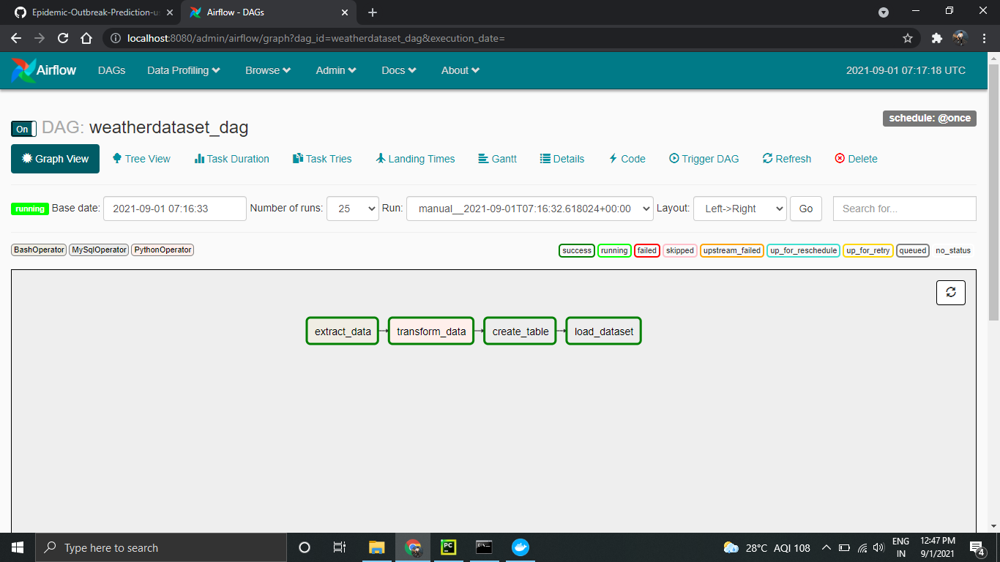 Epidemic-Outbreak-Prediction-u
Airflow - DAGs
localhost:8080/admin/airflow/graph?dag_id=weatherdataset_dag&execution_date=
Airflow DAGs Data Profiling Browse Admin Docs About 2021-09-01 07:17:18 UTC
schedule: @once
On DAG: weatherdataset_dag
Graph View Tree View Task Duration Task Tries Landing Times Gantt Details Code Trigger DAG Refresh Delete
running Base date: 2021-09-01 07:16:33 Number of runs: 25 Run: manual__2021-09-01T07:16:32.618024+00:00 Layout: Left->Right Go Search for...
BashOperator MySqlOperator PythonOperator success running failed skipped upstream_failed up_for_reschedule up_for_retry queued no_status
extract_data transform_data create_table load_dataset
Type here to search PC 28°C AQI 108 ENG 12:47 PM
IN 9/1/2021 4